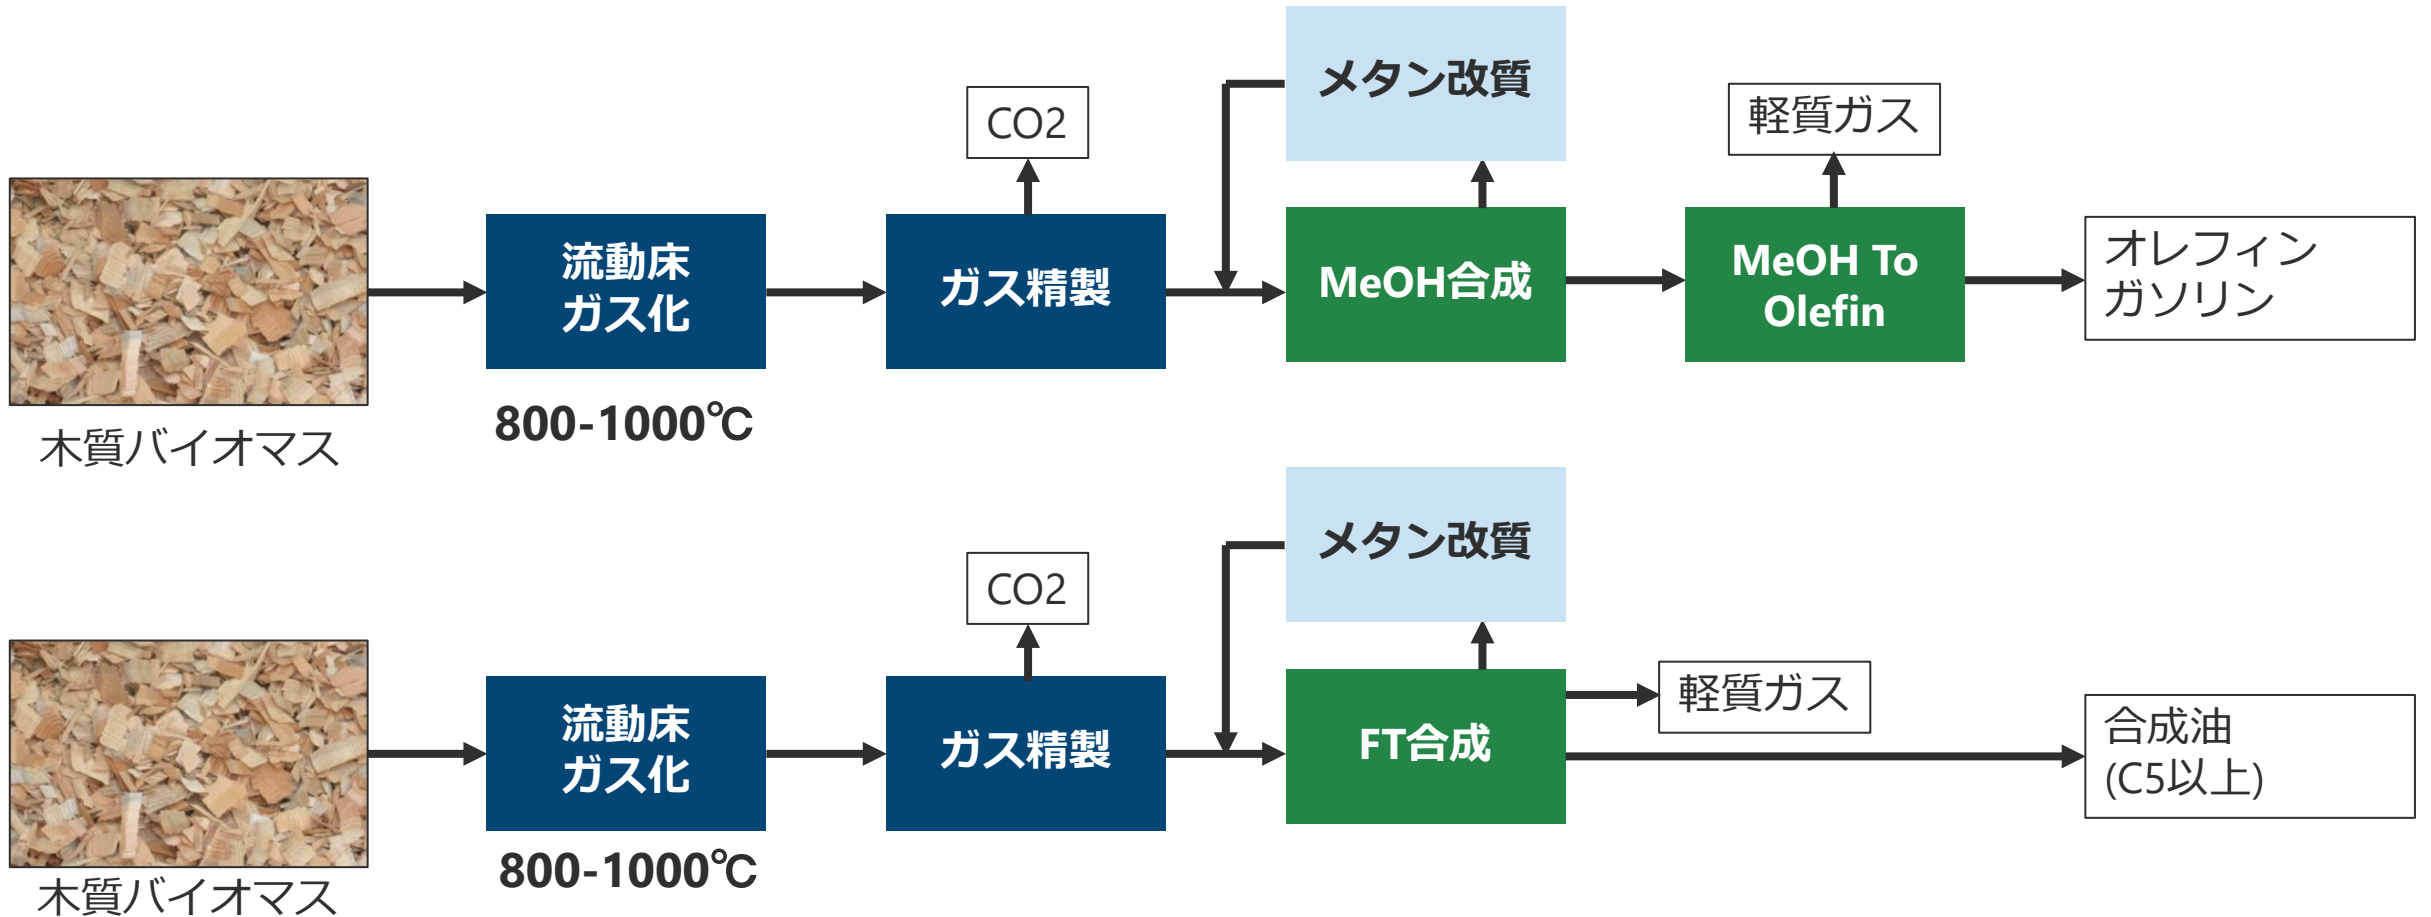 メタン改質
CO2
軽質ガス
流動床
ガス化
ガス精製
MeOH合成
MeOH To
Olefin
オレフィン
ガソリン
800-1000℃
木質バイオマス
メタン改質
CO2
軽質ガス
流動床
ガス化
ガス精製
FT合成
合成油
(C5以上)
800-1000℃
木質バイオマス